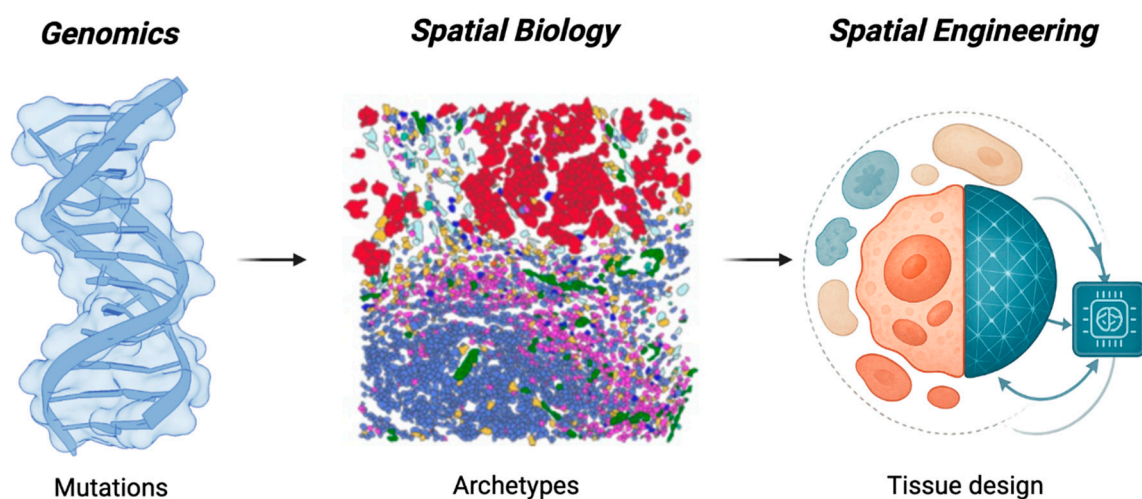 Genomics
Spatial Biology
Spatial Engineering
Mutations
Archetypes
Tissue design